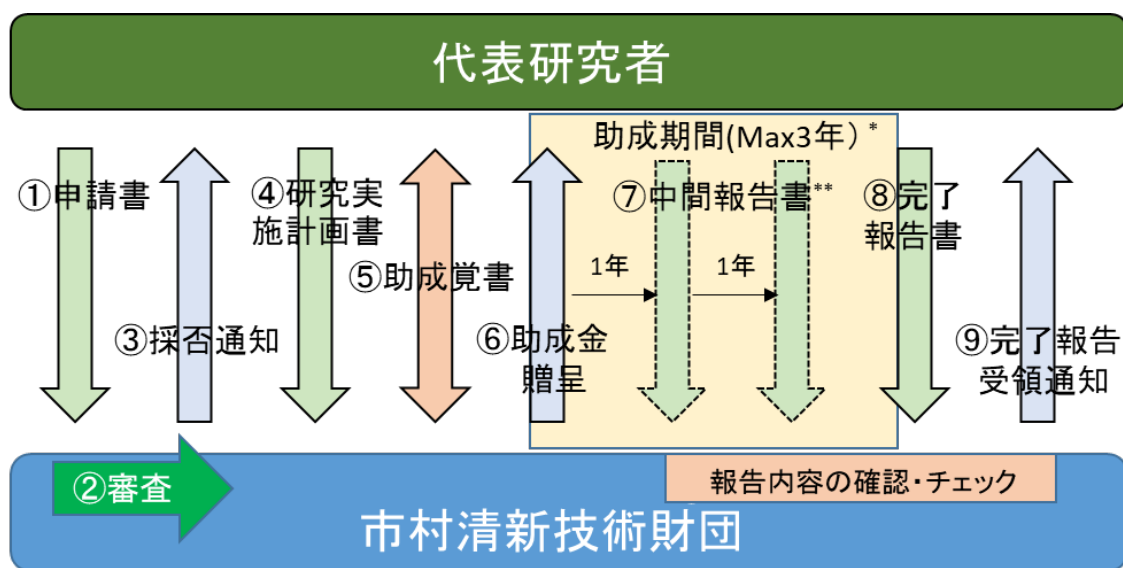 代表研究者
助成期間(Max3年)*
①申請書
④研究実
施計画書
⑦中間報告書**
⑧完了
報告書
⑤助成覚書
1年
1年
③採否通知
⑥助成金
贈呈
⑨完了報告
受領通知
②審査
報告内容の確認・チェック
市村清新技術財団